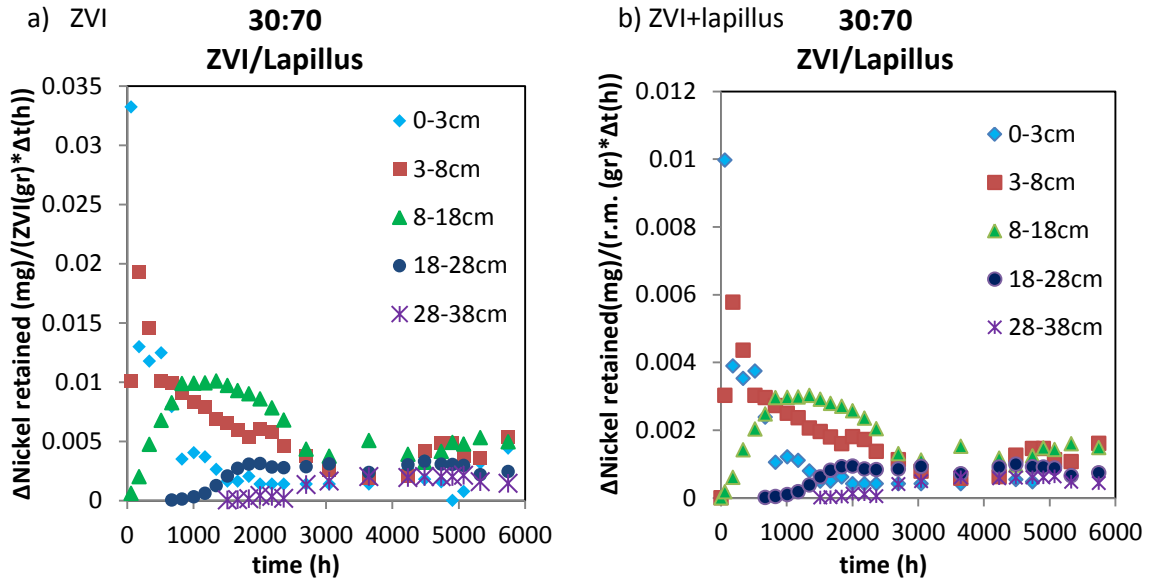 a) ZVI
30:70
ZVI/Lapillus
ΔNickel retained (mg)/(ZVI(gr)*Δt(h))
0.035
0.03
0.025
0.02
0.015
0.01
0.005
0
0-3cm
3-8cm
8-18cm
18-28cm
28-38cm
0 1000 2000 3000 4000 5000 6000
time (h)
b) ZVI+lapillus
30:70
ZVI/Lapillus
ΔNickel retained(mg)/(r.m. (gr)*Δt(h))
0.012
0.01
0.008
0.006
0.004
0.002
0
0-3cm
3-8cm
8-18cm
18-28cm
28-38cm
0 1000 2000 3000 4000 5000 6000
time (h)